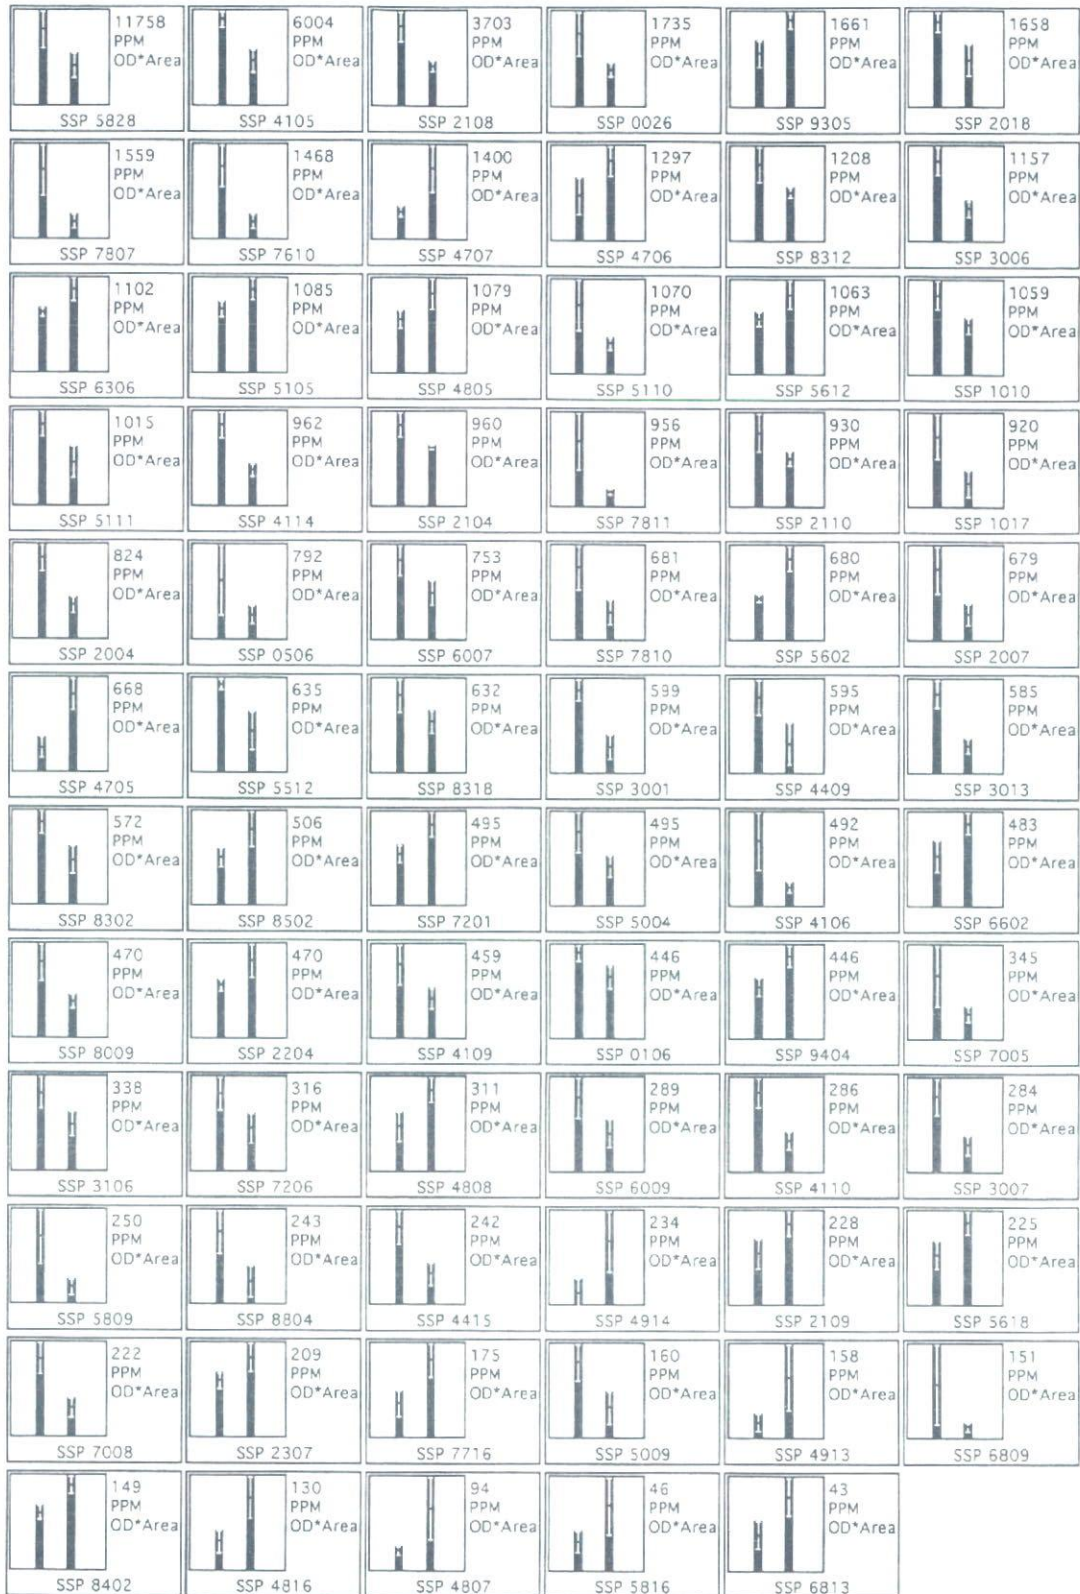 11758
PPM
OD*Area
SSP 5828
6004
PPM
OD*Area
SSP 4105
3703
PPM
OD*Area
SSP 2108
1735
PPM
OD*Area
SSP 0026
1661
PPM
OD*Area
SSP 9305
1658
PPM
OD*Area
SSP 2018
1559
PPM
OD*Area
SSP 7807
1468
PPM
OD*Area
SSP 7610
1400
PPM
OD*Area
SSP 4707
1297
PPM
OD*Area
SSP 4706
1208
PPM
OD*Area
SSP 8312
1157
PPM
OD*Area
SSP 3006
1102
PPM
OD*Area
SSP 6306
1085
PPM
OD*Area
SSP 5105
1079
PPM
OD*Area
SSP 4805
1070
PPM
OD*Area
SSP 5110
1063
PPM
OD*Area
SSP 5612
1059
PPM
OD*Area
SSP 1010
1015
PPM
OD*Area
SSP 5111
962
PPM
OD*Area
SSP 4114
960
PPM
OD*Area
SSP 2104
956
PPM
OD*Area
SSP 7811
930
PPM
OD*Area
SSP 2110
920
PPM
OD*Area
SSP 1017
824
PPM
OD*Area
SSP 2004
792
PPM
OD*Area
SSP 0506
753
PPM
OD*Area
SSP 6007
681
PPM
OD*Area
SSP 7810
680
PPM
OD*Area
SSP 5602
679
PPM
OD*Area
SSP 2007
668
PPM
OD*Area
SSP 4705
635
PPM
OD*Area
SSP 5512
632
PPM
OD*Area
SSP 8318
599
PPM
OD*Area
SSP 3001
595
PPM
OD*Area
SSP 4409
585
PPM
OD*Area
SSP 3013
572
PPM
OD*Area
SSP 8302
506
PPM
OD*Area
SSP 8502
495
PPM
OD*Area
SSP 7201
495
PPM
OD*Area
SSP 5004
492
PPM
OD*Area
SSP 4106
483
PPM
OD*Area
SSP 6602
470
PPM
OD*Area
SSP 8009
470
PPM
OD*Area
SSP 2204
459
PPM
OD*Area
SSP 4109
446
PPM
OD*Area
SSP 0106
446
PPM
OD*Area
SSP 9404
345
PPM
OD*Area
SSP 7005
338
PPM
OD*Area
SSP 3106
316
PPM
OD*Area
SSP 7206
311
PPM
OD*Area
SSP 4808
289
PPM
OD*Area
SSP 6009
286
PPM
OD*Area
SSP 4110
284
PPM
OD*Area
SSP 3007
250
PPM
OD*Area
SSP 5809
243
PPM
OD*Area
SSP 8804
242
PPM
OD*Area
SSP 4415
234
PPM
OD*Area
SSP 4914
228
PPM
OD*Area
SSP 2109
225
PPM
OD*Area
SSP 5618
222
PPM
OD*Area
SSP 7008
209
PPM
OD*Area
SSP 2307
175
PPM
OD*Area
SSP 7716
160
PPM
OD*Area
SSP 5009
158
PPM
OD*Area
SSP 4913
151
PPM
OD*Area
SSP 6809
149
PPM
OD*Area
SSP 8402
130
PPM
OD*Area
SSP 4816
94
PPM
OD*Area
SSP 4807
46
PPM
OD*Area
SSP 5816
43
PPM
OD*Area
SSP 6813